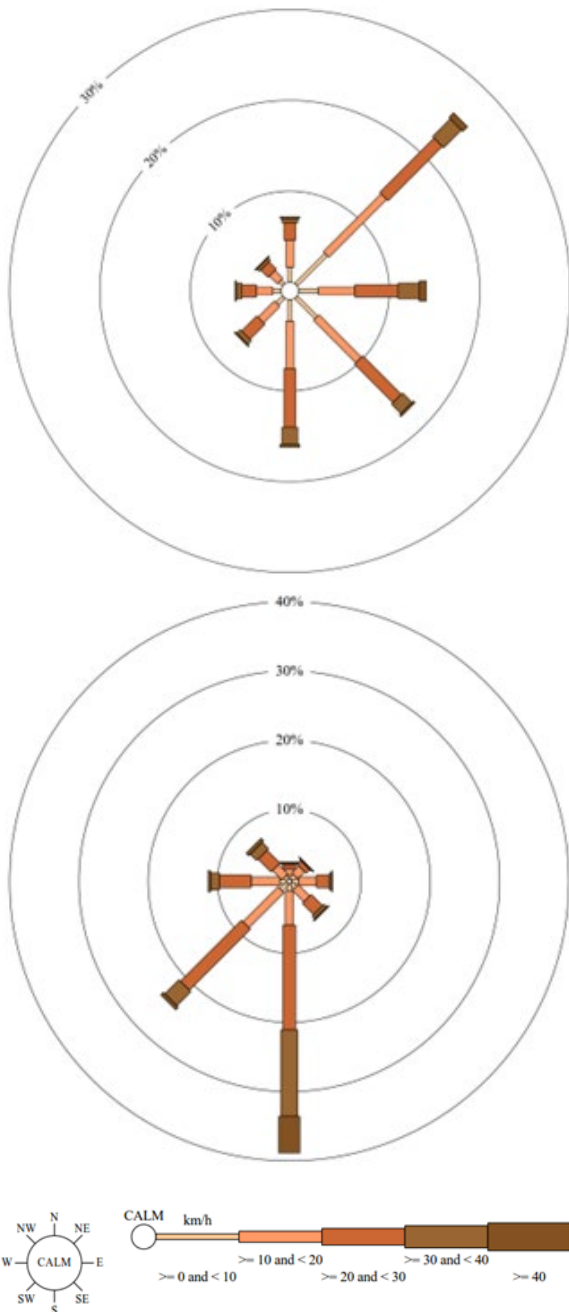 30%
20%
10%
40%
30%
20%
10%
N
NW NE
W CALM E
SW SE
S
CALM km/h
>= 10 and < 20 >= 30 and < 40
>= 0 and < 10 >= 20 and < 30 >= 40